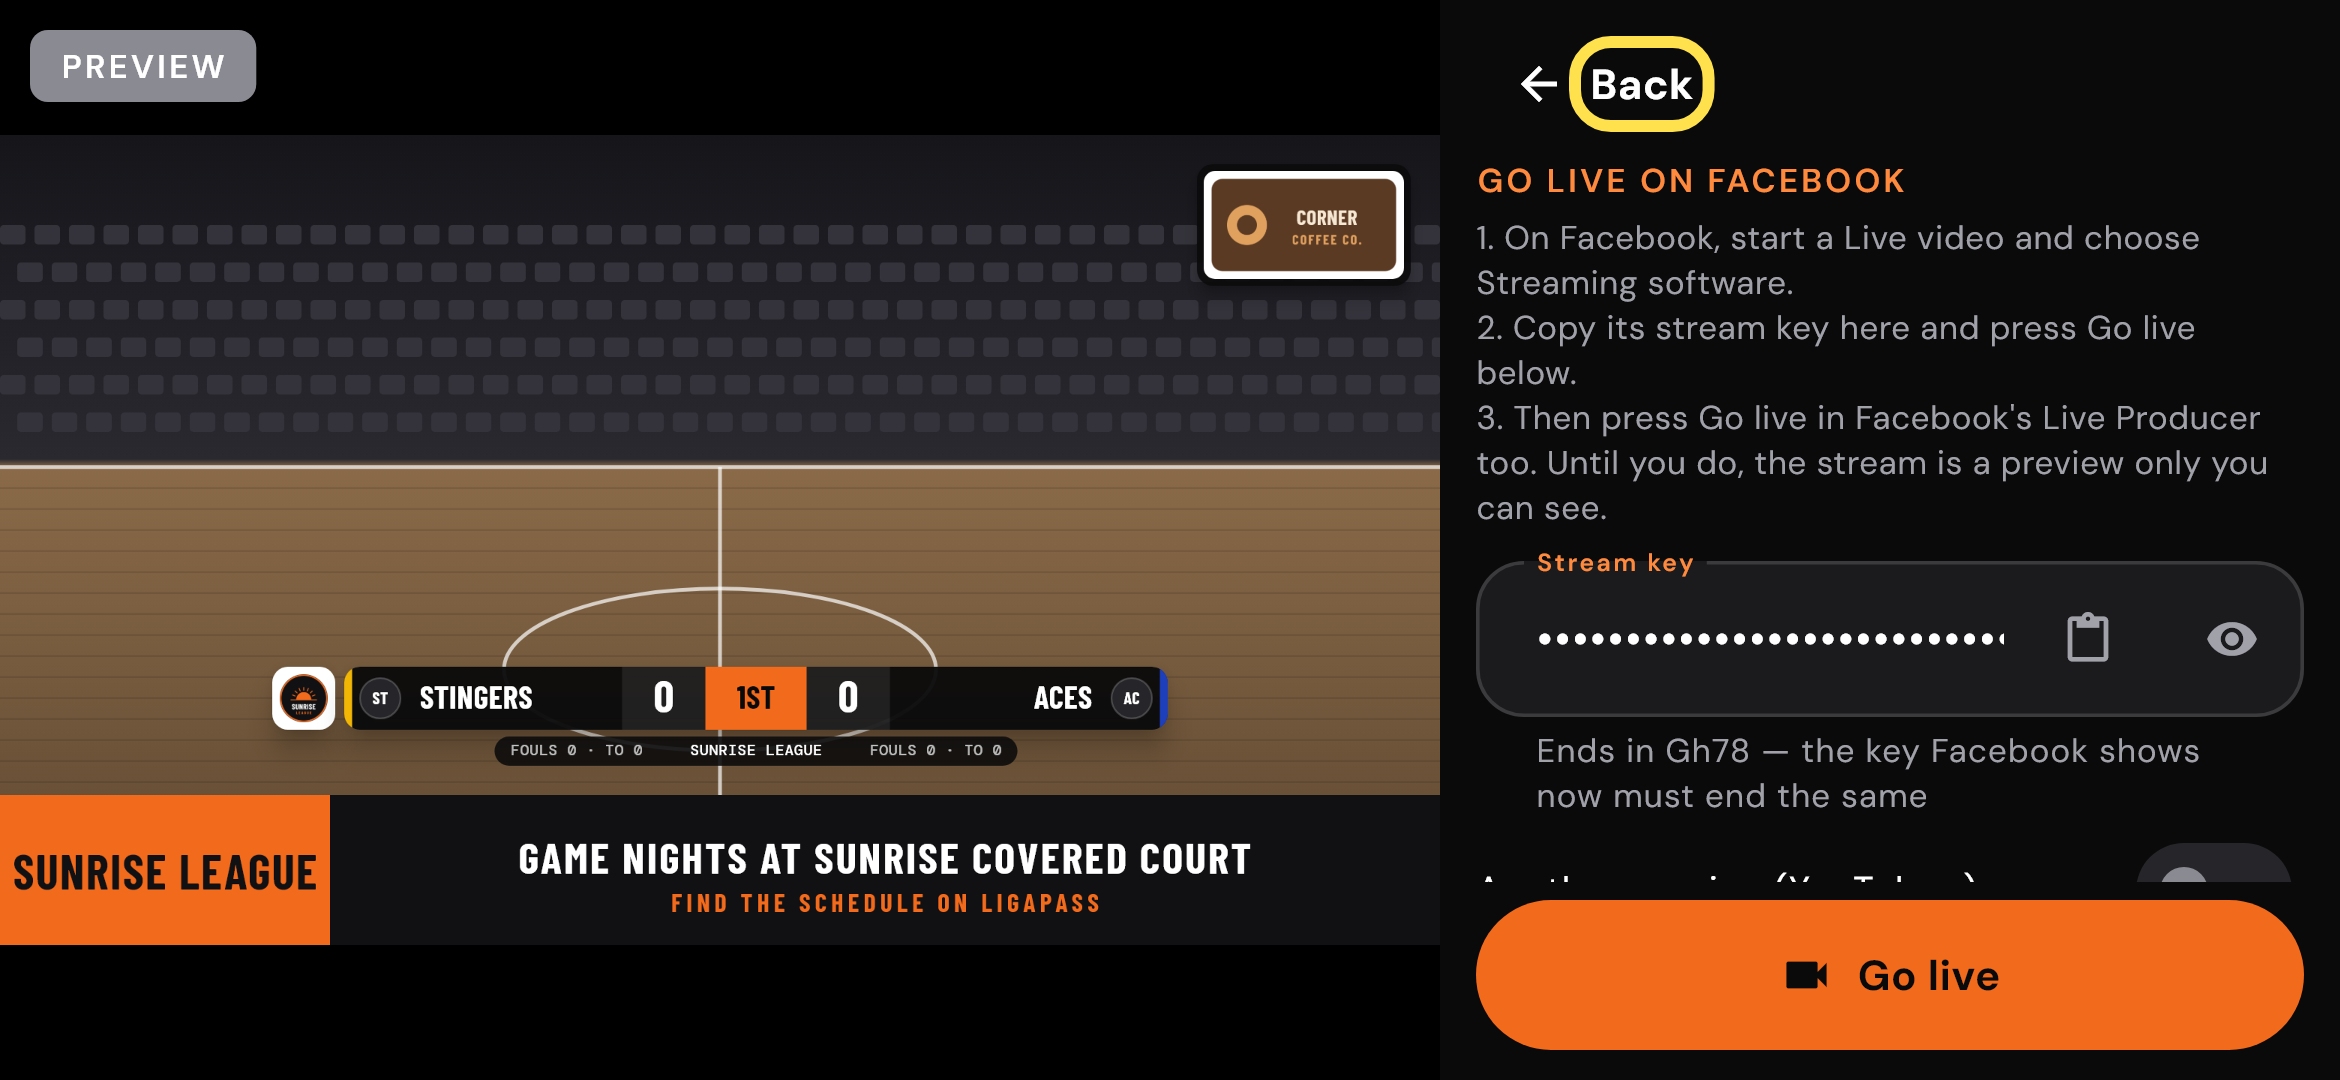 PREVIEW
Back
GO LIVE ON FACEBOOK
1. On Facebook, start a Live video and choose
Streaming software.
2. Copy its stream key here and press Go live
below.
3. Then press Go live in Facebook's Live Producer
too. Until you do, the stream is a preview only you
can see.
Stream key
Ends in Gh78 — the key Facebook shows
now must end the same
Go live
CORNER
COFFEE CO.
SUNRISE
LEAGUE
ST STINGERS 0 1ST 0 ACES AC
FOULS 0 · TO 0 SUNRISE LEAGUE FOULS 0 · TO 0
SUNRISE LEAGUE
GAME NIGHTS AT SUNRISE COVERED COURT
FIND THE SCHEDULE ON LIGAPASS